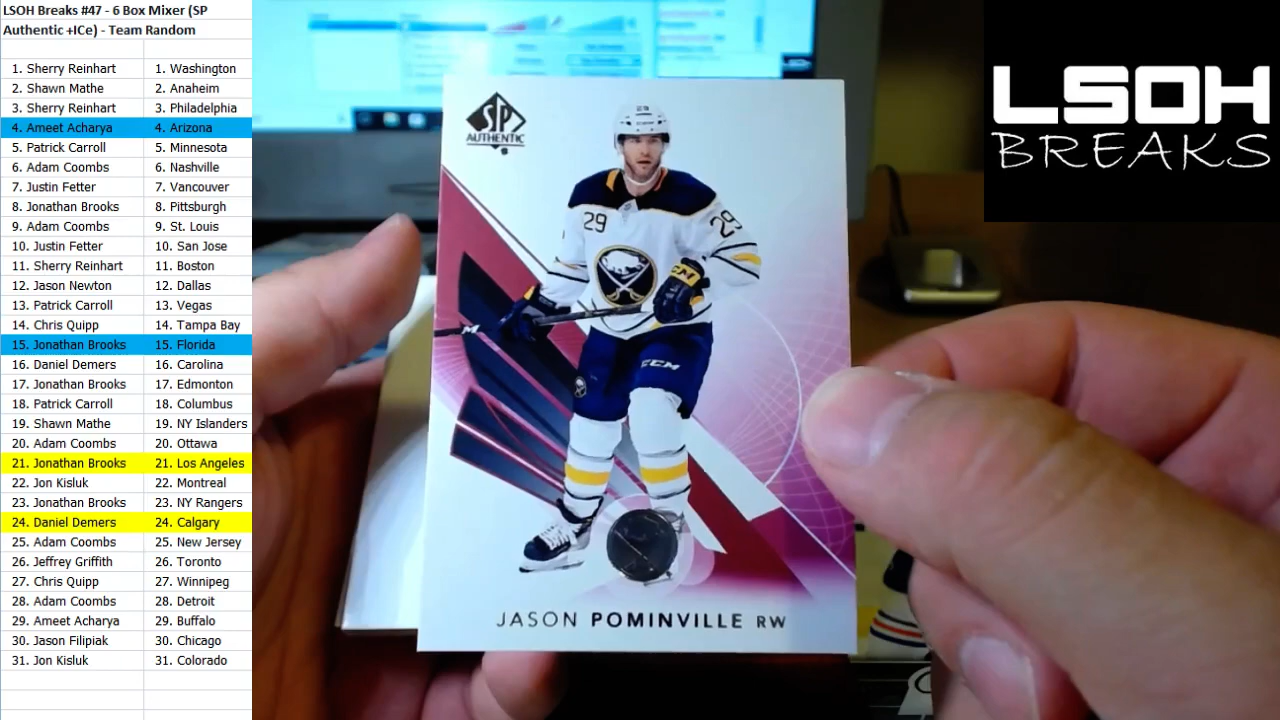 LSOH Breaks #47 - 6 Box Mixer (SP
Authentic +ICe) - Team Random
1. Sherry Reinhart 1. Washington
2. Shawn Mathe 2. Anaheim
3. Sherry Reinhart 3. Philadelphia
4. Ameet Acharya 4. Arizona
5. Patrick Carroll 5. Minnesota
6. Adam Coombs 6. Nashville
7. Justin Fetter 7. Vancouver
8. Jonathan Brooks 8. Pittsburgh
9. Adam Coombs 9. St. Louis
10. Justin Fetter 10. San Jose
11. Sherry Reinhart 11. Boston
12. Jason Newton 12. Dallas
13. Patrick Carroll 13. Vegas
14. Chris Quipp 14. Tampa Bay
15. Jonathan Brooks 15. Florida
16. Daniel Demers 16. Carolina
17. Jonathan Brooks 17. Edmonton
18. Patrick Carroll 18. Columbus
19. Shawn Mathe 19. NY Islanders
20. Adam Coombs 20. Ottawa
21. Jonathan Brooks 21. Los Angeles
22. Jon Kisluk 22. Montreal
23. Jonathan Brooks 23. NY Rangers
24. Daniel Demers 24. Calgary
25. Adam Coombs 25. New Jersey
26. Jeffrey Griffith 26. Toronto
27. Chris Quipp 27. Winnipeg
28. Adam Coombs 28. Detroit
29. Ameet Acharya 29. Buffalo
30. Jason Filipiak 30. Chicago
31. Jon Kisluk 31. Colorado
SP
AUTHENTIC
29
29
29
CCM
CCM
JASON POMINVILLE RW
LSOH
BREAKS